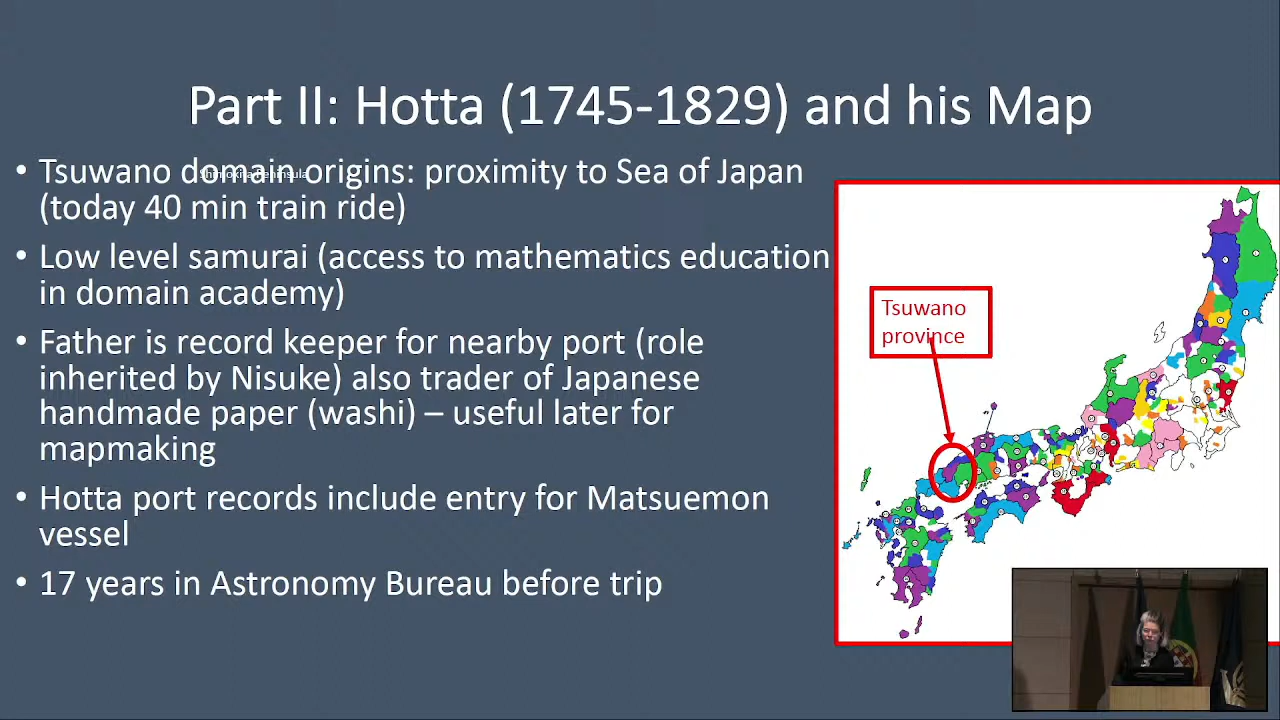 Part II: Hotta (1745-1829) and his Map
• Tsuwano domain origins: proximity to Sea of Japan
(today 40 min train ride)
• Low level samurai (access to mathematics education
in domain academy)
• Father is record keeper for nearby port (role
inherited by Nisuke) also trader of Japanese
handmade paper (washi) – useful later for
mapmaking
• Hotta port records include entry for Matsuemon
vessel
• 17 years in Astronomy Bureau before trip
Tsuwano
province